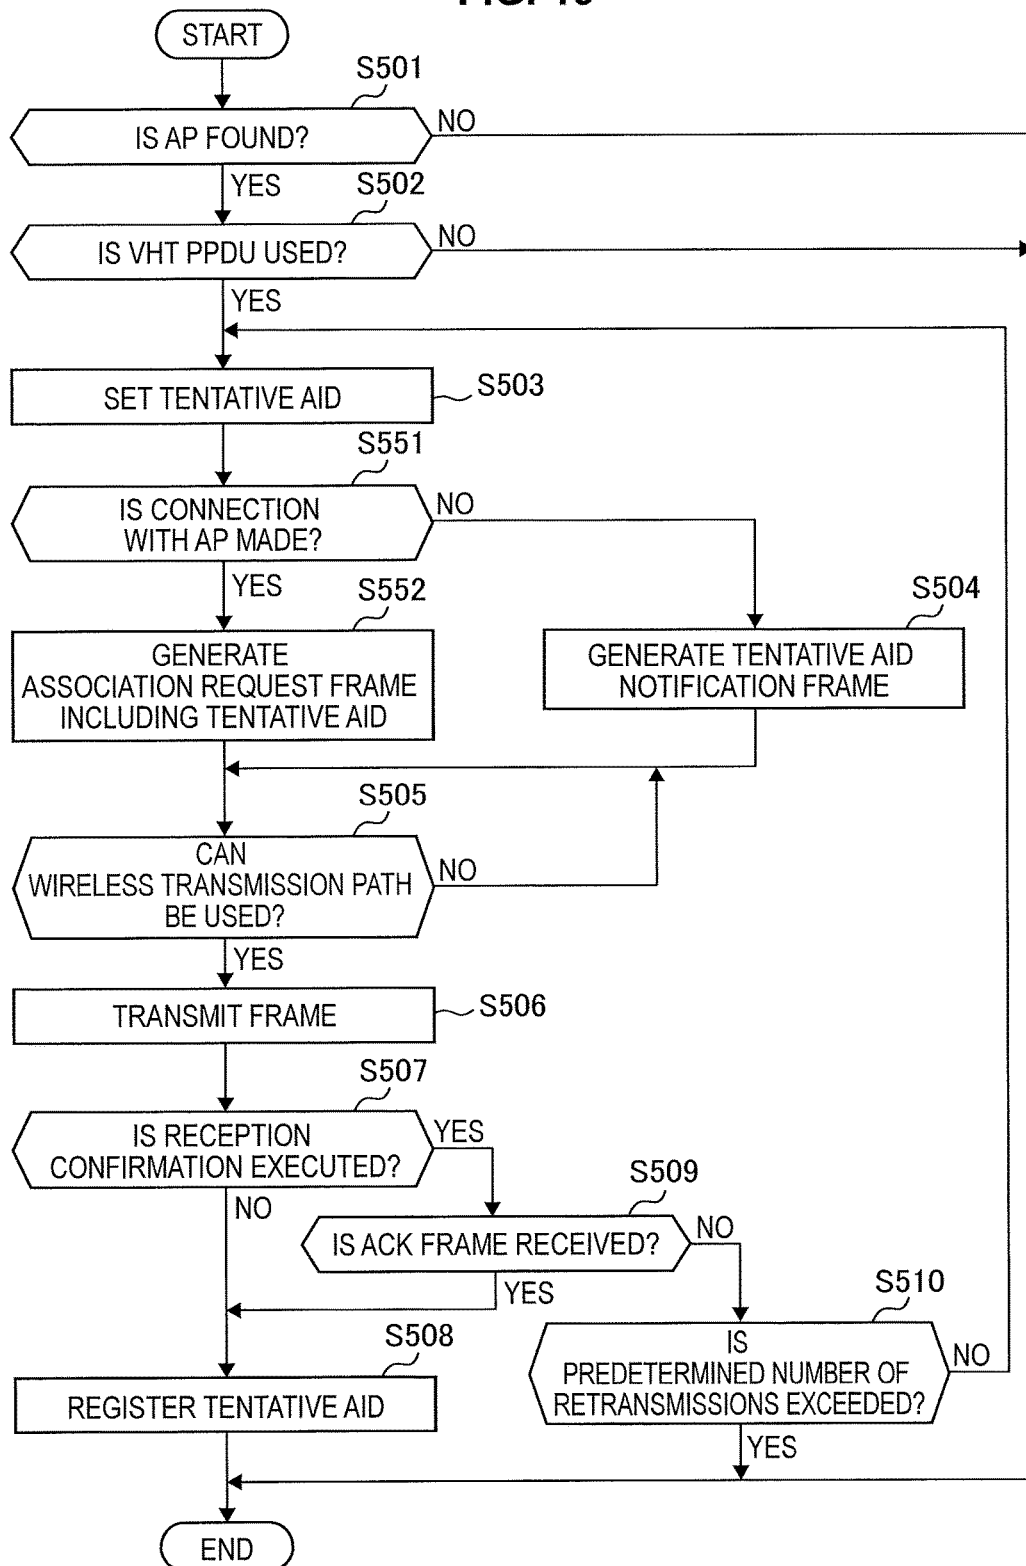 START
S501
IS AP FOUND?
NO
YES
S502
IS VHT PPDU USED?
NO
YES
SET TENTATIVE AID
S503
S551
IS CONNECTION
WITH AP MADE?
NO
YES
S552
GENERATE
ASSOCIATION REQUEST FRAME
INCLUDING TENTATIVE AID
S504
GENERATE TENTATIVE AID
NOTIFICATION FRAME
S505
CAN
WIRELESS TRANSMISSION PATH
BE USED?
NO
YES
TRANSMIT FRAME
S506
S507
IS RECEPTION
CONFIRMATION EXECUTED?
YES
NO
S509
IS ACK FRAME RECEIVED?
NO
YES
S510
IS
PREDETERMINED NUMBER OF
RETRANSMISSIONS EXCEEDED?
NO
YES
S508
REGISTER TENTATIVE AID
END